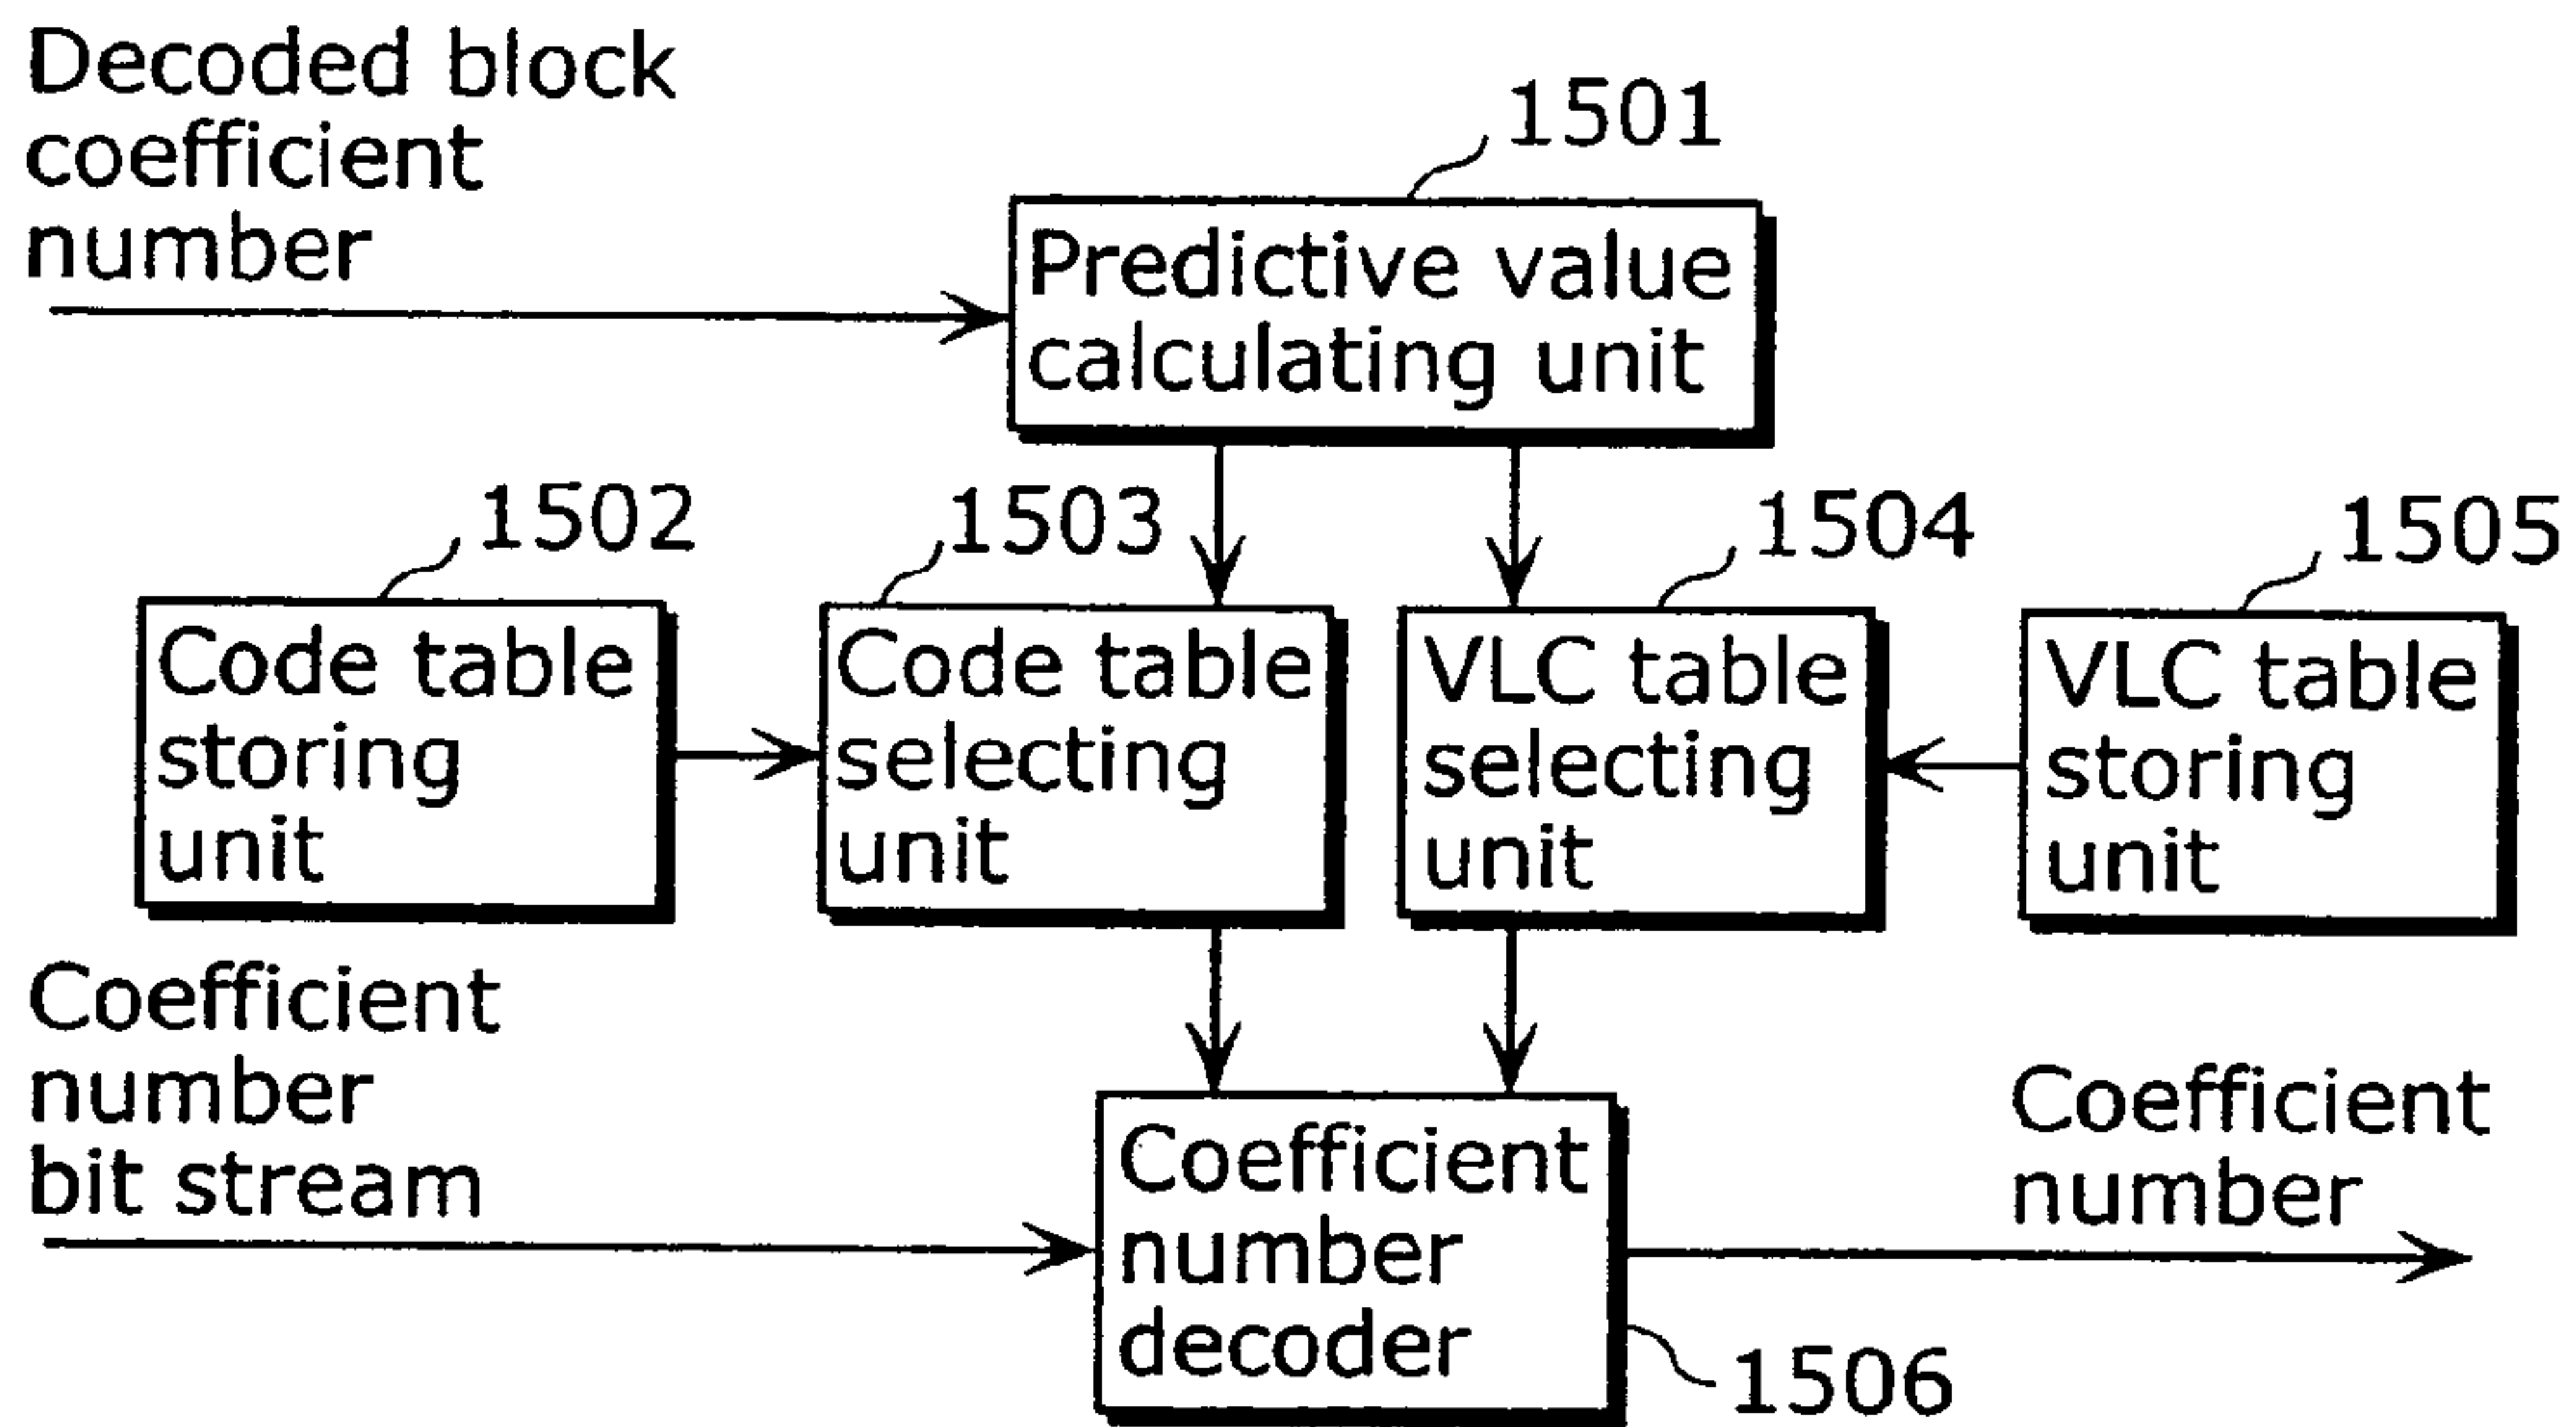 Decoded block
coefficient
number
1501
Predictive value
calculating unit
1502
1503
1504
1505
Code table
storing
unit
Code table
selecting
unit
VLC table
selecting
unit
VLC table
storing
unit
Coefficient
number
bit stream
Coefficient
number
decoder
Coefficient
number
1506